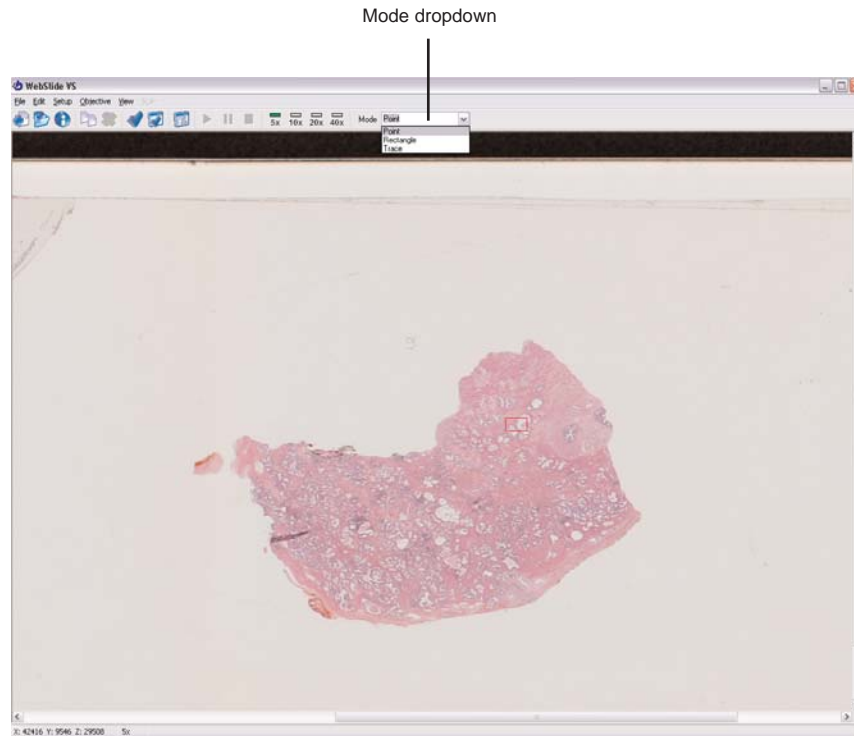 Mode dropdown
WebSlide VS
File Edit Setup Objective View
5x 10x 20x 40x Mode Point
Point
Rectangle
Trace
X: 42416 Y: 9546 Z: 29508 5x